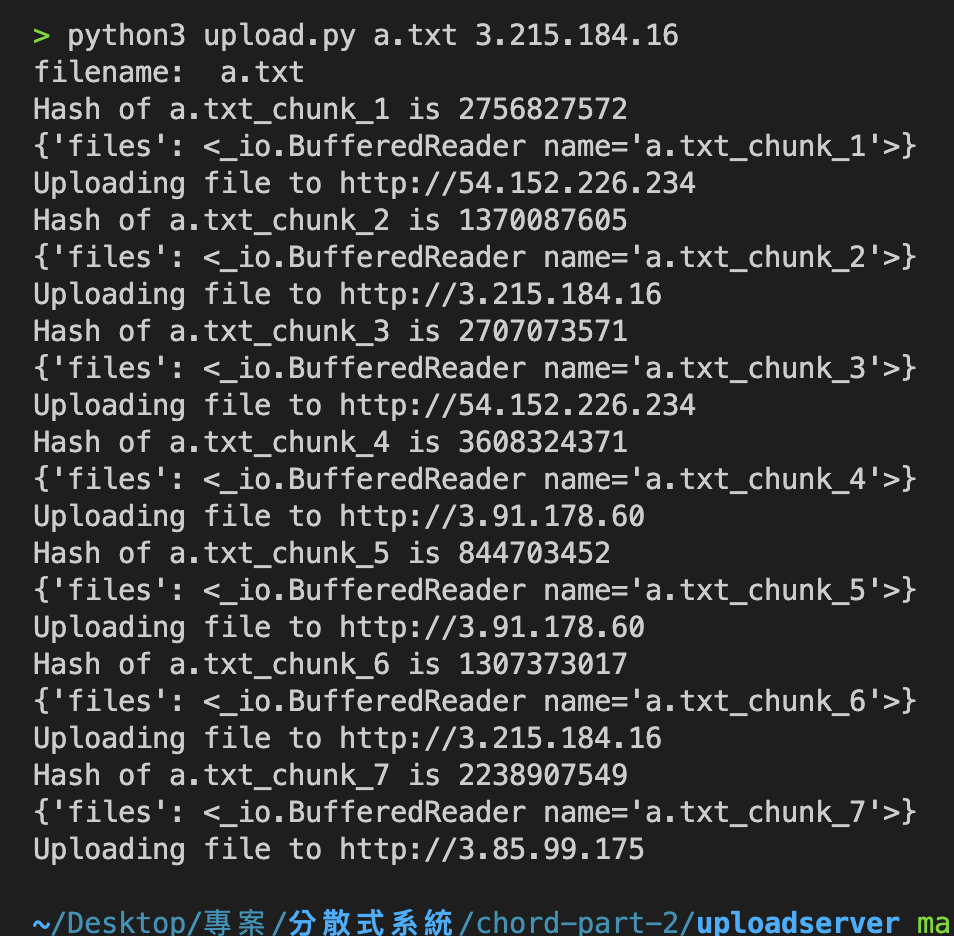 > python3 upload.py a.txt 3.215.184.16
filename:  a.txt
Hash of a.txt_chunk_1 is 2756827572
{'files': <_io.BufferedReader name='a.txt_chunk_1'>}
Uploading file to http://54.152.226.234
Hash of a.txt_chunk_2 is 1370087605
{'files': <_io.BufferedReader name='a.txt_chunk_2'>}
Uploading file to http://3.215.184.16
Hash of a.txt_chunk_3 is 2707073571
{'files': <_io.BufferedReader name='a.txt_chunk_3'>}
Uploading file to http://54.152.226.234
Hash of a.txt_chunk_4 is 3608324371
{'files': <_io.BufferedReader name='a.txt_chunk_4'>}
Uploading file to http://3.91.178.60
Hash of a.txt_chunk_5 is 844703452
{'files': <_io.BufferedReader name='a.txt_chunk_5'>}
Uploading file to http://3.91.178.60
Hash of a.txt_chunk_6 is 1307373017
{'files': <_io.BufferedReader name='a.txt_chunk_6'>}
Uploading file to http://3.215.184.16
Hash of a.txt_chunk_7 is 2238907549
{'files': <_io.BufferedReader name='a.txt_chunk_7'>}
Uploading file to http://3.85.99.175
~/Desktop/專案/分散式系統/chord-part-2/uploadserver ma